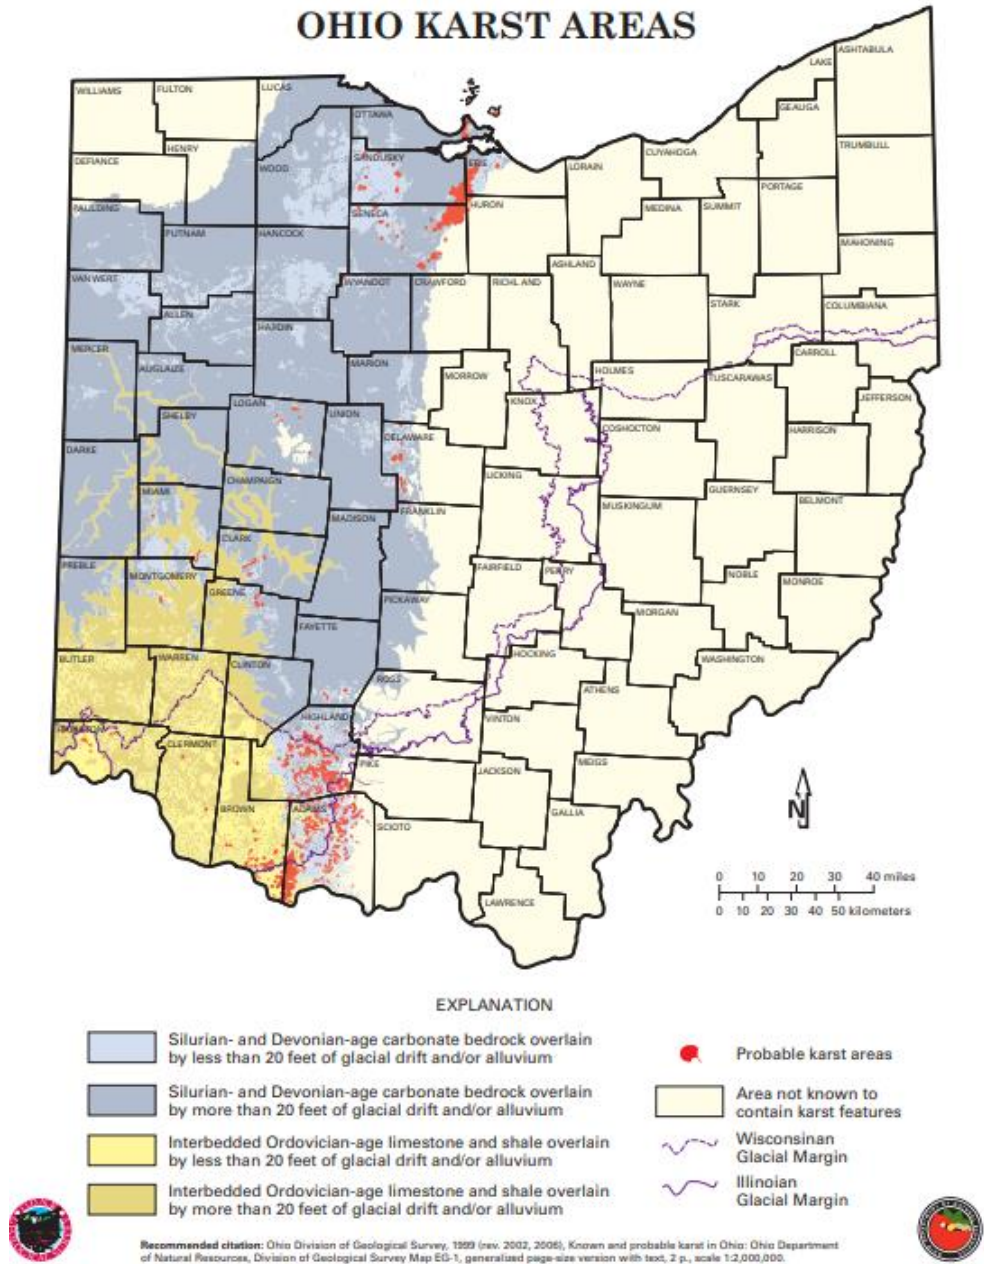 OHIO KARST AREAS
ASHTABULA
LAKE
LUCAS
WILLIAMS
FULTON
GEAUGA
OTTAWA
CUYAHOGA
TRUMBULL
HENRY
SANDUSKY
DEFIANCE
WOOD
ERIE
LORAIN
PORTAGE
PAULDING
SENECA
HURON
MEDINA
SUMMIT
PUTNAM
HANCOCK
MAHONING
ASHLAND
VAN WERT
WYANDOT
CRAWFORD
RICHLAND
WAYNE
STARK
COLUMBIANA
ALLEN
HARDIN
MERCER
CARROLL
AUGLAIZE
MARION
MORROW
HOLMES
TUSCARAWAS
JEFFERSON
LOGAN
KNOX
SHELBY
UNION
COSHOCTON
HARRISON
DELAWARE
DARKE
LICKING
CHAMPAIGN
MIAMI
GUERNSEY
BELMONT
MUSKINGUM
FRANKLIN
MADISON
CLARK
PREBLE
FAIRFIELD
PERRY
MONTGOMERY
NOBLE
MONROE
GREENE
PICKAWAY
MORGAN
FAYETTE
HOCKING
BUTLER
WARREN
CLINTON
WASHINGTON
ROSS
ATHENS
HIGHLAND
VINTON
CLERMONT
PIKE
MEIGS
JACKSON
BROWN
ADAMS
GALLIA
SCIOTO
LAWRENCE
N
0 10 20 30 40 miles
0 10 20 30 40 50 kilometers
EXPLANATION
Silurian- and Devonian-age carbonate bedrock overlain
by less than 20 feet of glacial drift and/or alluvium
Silurian- and Devonian-age carbonate bedrock overlain
by more than 20 feet of glacial drift and/or alluvium
Interbedded Ordovician-age limestone and shale overlain
by less than 20 feet of glacial drift and/or alluvium
Interbedded Ordovician-age limestone and shale overlain
by more than 20 feet of glacial drift and/or alluvium
Probable karst areas
Area not known to
contain karst features
Wisconsinan
Glacial Margin
Illinoian
Glacial Margin
Recommended citation: Ohio Division of Geological Survey, 1999 (rev. 2002, 2006), Known and probable karst in Ohio: Ohio Department
of Natural Resources, Division of Geological Survey Map EG-1, generalized page-size version with text, 2 p., scale 1:2,000,000.